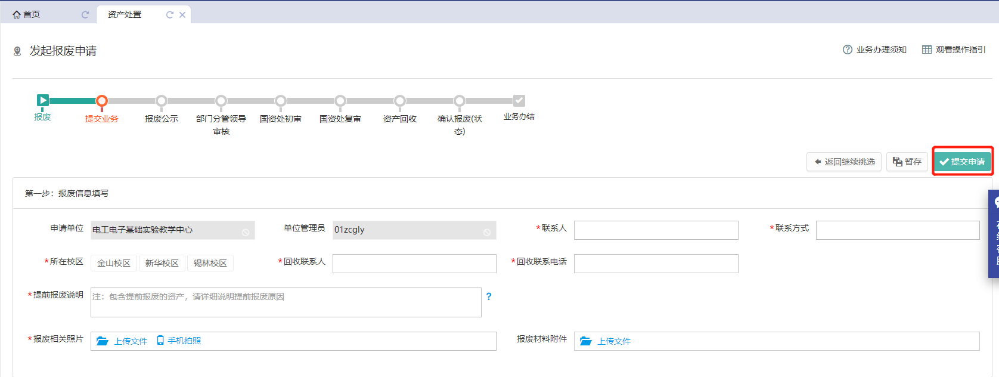 首页
资产处置
发起报废申请
业务办理须知
观看操作指引
报废
提交业务
报废公示
部门分管领导
审核
国资处初审
国资处复审
资产回收
确认报废(状
态)
业务办结
返回继续挑选
暂存
提交申请
第一步：报废信息填写
申请单位
电工电子基础实验教学中心
单位管理员
01zcgly
*联系人
*联系方式
*所在校区
金山校区
新华校区
锡林校区
*回收联系人
*回收联系电话
*提前报废说明
注：包含提前报废的资产，请详细说明提前报废原因
?
*报废相关照片
上传文件
手机拍照
报废材料附件
上传文件